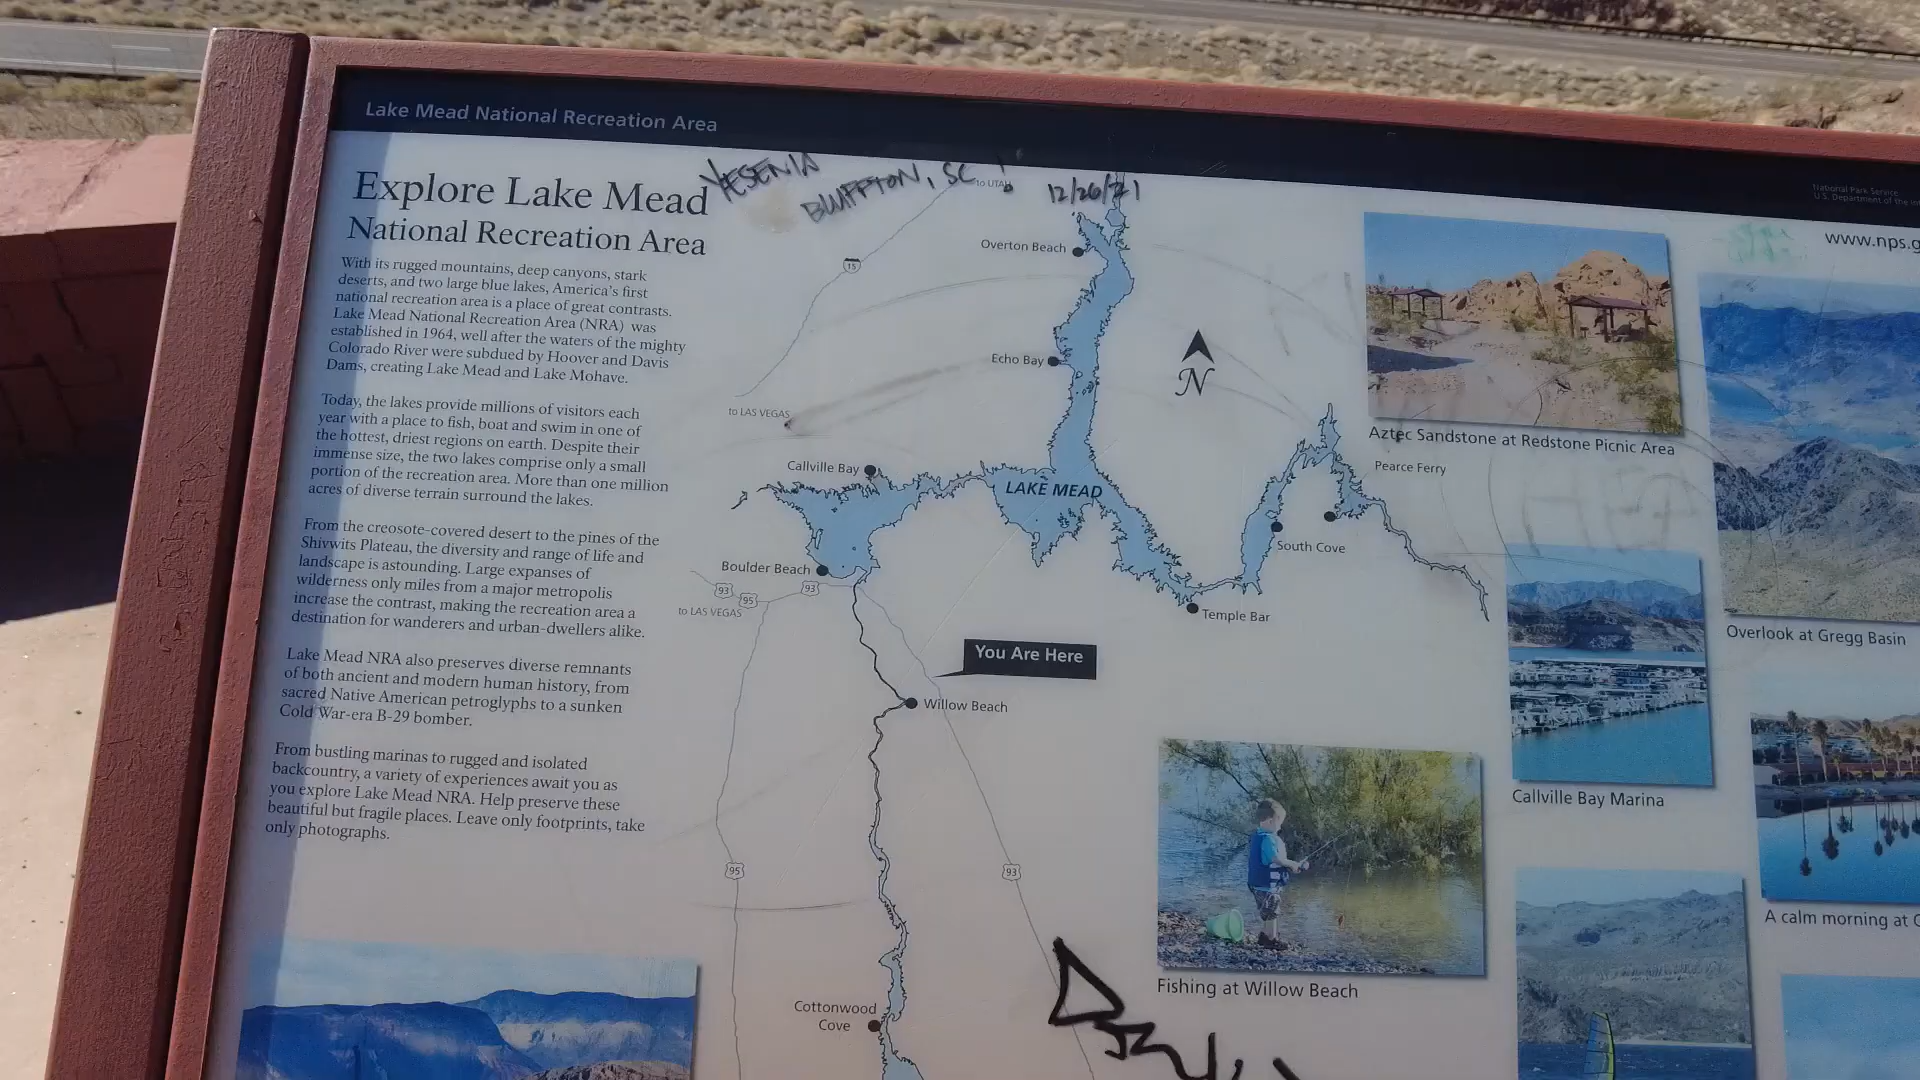 Lake Mead National Recreation Area
National Park Service
Explore Lake Mead
National Recreation Area
YESENIA
BLUFFTON, SC !
12/26/21
www.nps.g
With its rugged mountains, deep canyons, stark
deserts, and two large blue lakes, America's first
national recreation area is a place of great contrasts.
Lake Mead National Recreation Area (NRA) was
established in 1964, well after the waters of the mighty
Colorado River were subdued by Hoover and Davis
Dams, creating Lake Mead and Lake Mohave.
Today, the lakes provide millions of visitors each
year with a place to fish, boat and swim in one of
the hottest, driest regions on earth. Despite their
immense size, the two lakes comprise only a small
portion of the recreation area. More than one million
acres of diverse terrain surround the lakes.
From the creosote-covered desert to the pines of the
Shivwits Plateau, the diversity and range of life and
landscape is astounding. Large expanses of
wilderness only miles from a major metropolis
increase the contrast, making the recreation area a
destination for wanderers and urban-dwellers alike.
Lake Mead NRA also preserves diverse remnants
of both ancient and modern human history, from
sacred Native American petroglyphs to a sunken
Cold War-era B-29 bomber.
From bustling marinas to rugged and isolated
backcountry, a variety of experiences await you as
you explore Lake Mead NRA. Help preserve these
beautiful but fragile places. Leave only footprints, take
only photographs.
to UTAH
Overton Beach
15
Echo Bay
N
to LAS VEGAS
Callville Bay
LAKE MEAD
Pearce Ferry
South Cove
Boulder Beach
93
95
93
to LAS VEGAS
Temple Bar
You Are Here
Willow Beach
95
93
Cottonwood
Cove
Aztec Sandstone at Redstone Picnic Area
Overlook at Gregg Basin
Callville Bay Marina
A calm morning at C
Fishing at Willow Beach